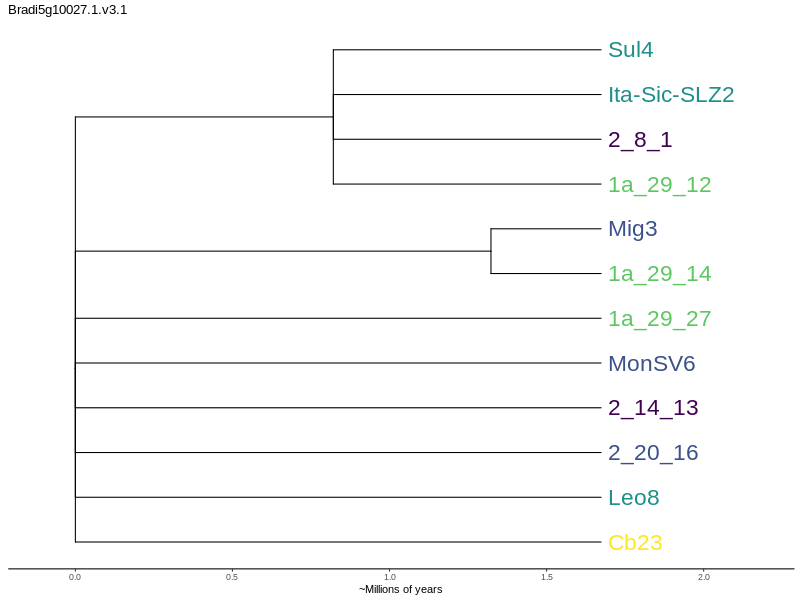 Bradi5g10027.1.v3.1
Sul4
Ita-Sic-SLZ2
2_8_1
1a_29_12
Mig3
1a_29_14
1a_29_27
MonSV6
2_14_13
2_20_16
Leo8
Cb23
0.0 0.5 1.0 1.5 2.0
~Millions of years